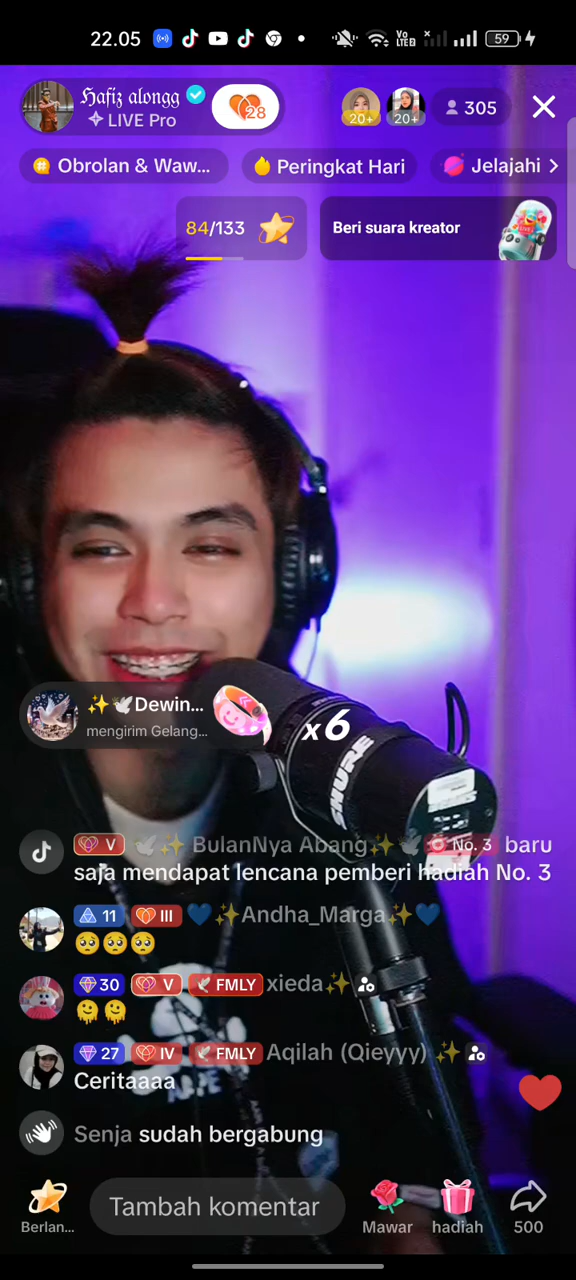 22.05
Vo
LTE2
59
ℌ𝔞𝔣𝔦𝔷 𝔞𝔩𝔬𝔫𝔤𝔤
LIVE Pro
28
20+
20+
305
Obrolan & Waw...
Peringkat Hari
Jelajahi
84/133
Beri suara kreator
LIVE
✨🕊️Dewin...
mengirim Gelang...
x6
SHURE
V 🕊️✨ BulanNya Abang✨🕊️ No. 3 baru
saja mendapat lencana pemberi hadiah No. 3
11 III 💙✨Andha_Marga✨💙
🥺🥺🥺
30 V FMLY xieda✨
🫠🫠
27 IV FMLY Aqilah (Qieyyy) ✨
Ceritaaaa
Senja sudah bergabung
Berlan...
Tambah komentar
Mawar
hadiah
500